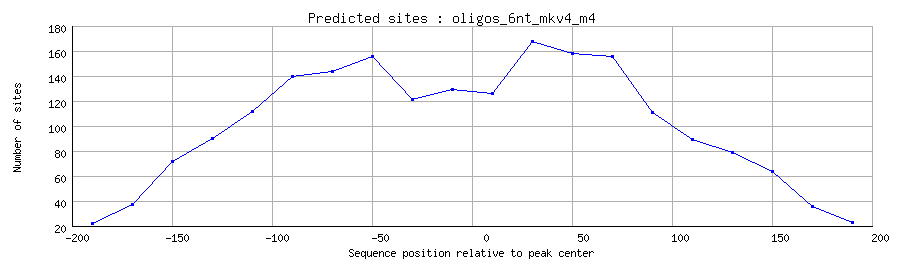 Predicted sites : oligos_6nt_mkv4_m4
180
160
140
120
100
80
60
40
20
Number of sites
-200 -150 -100 -50 0 50 100 150 200
Sequence position relative to peak center